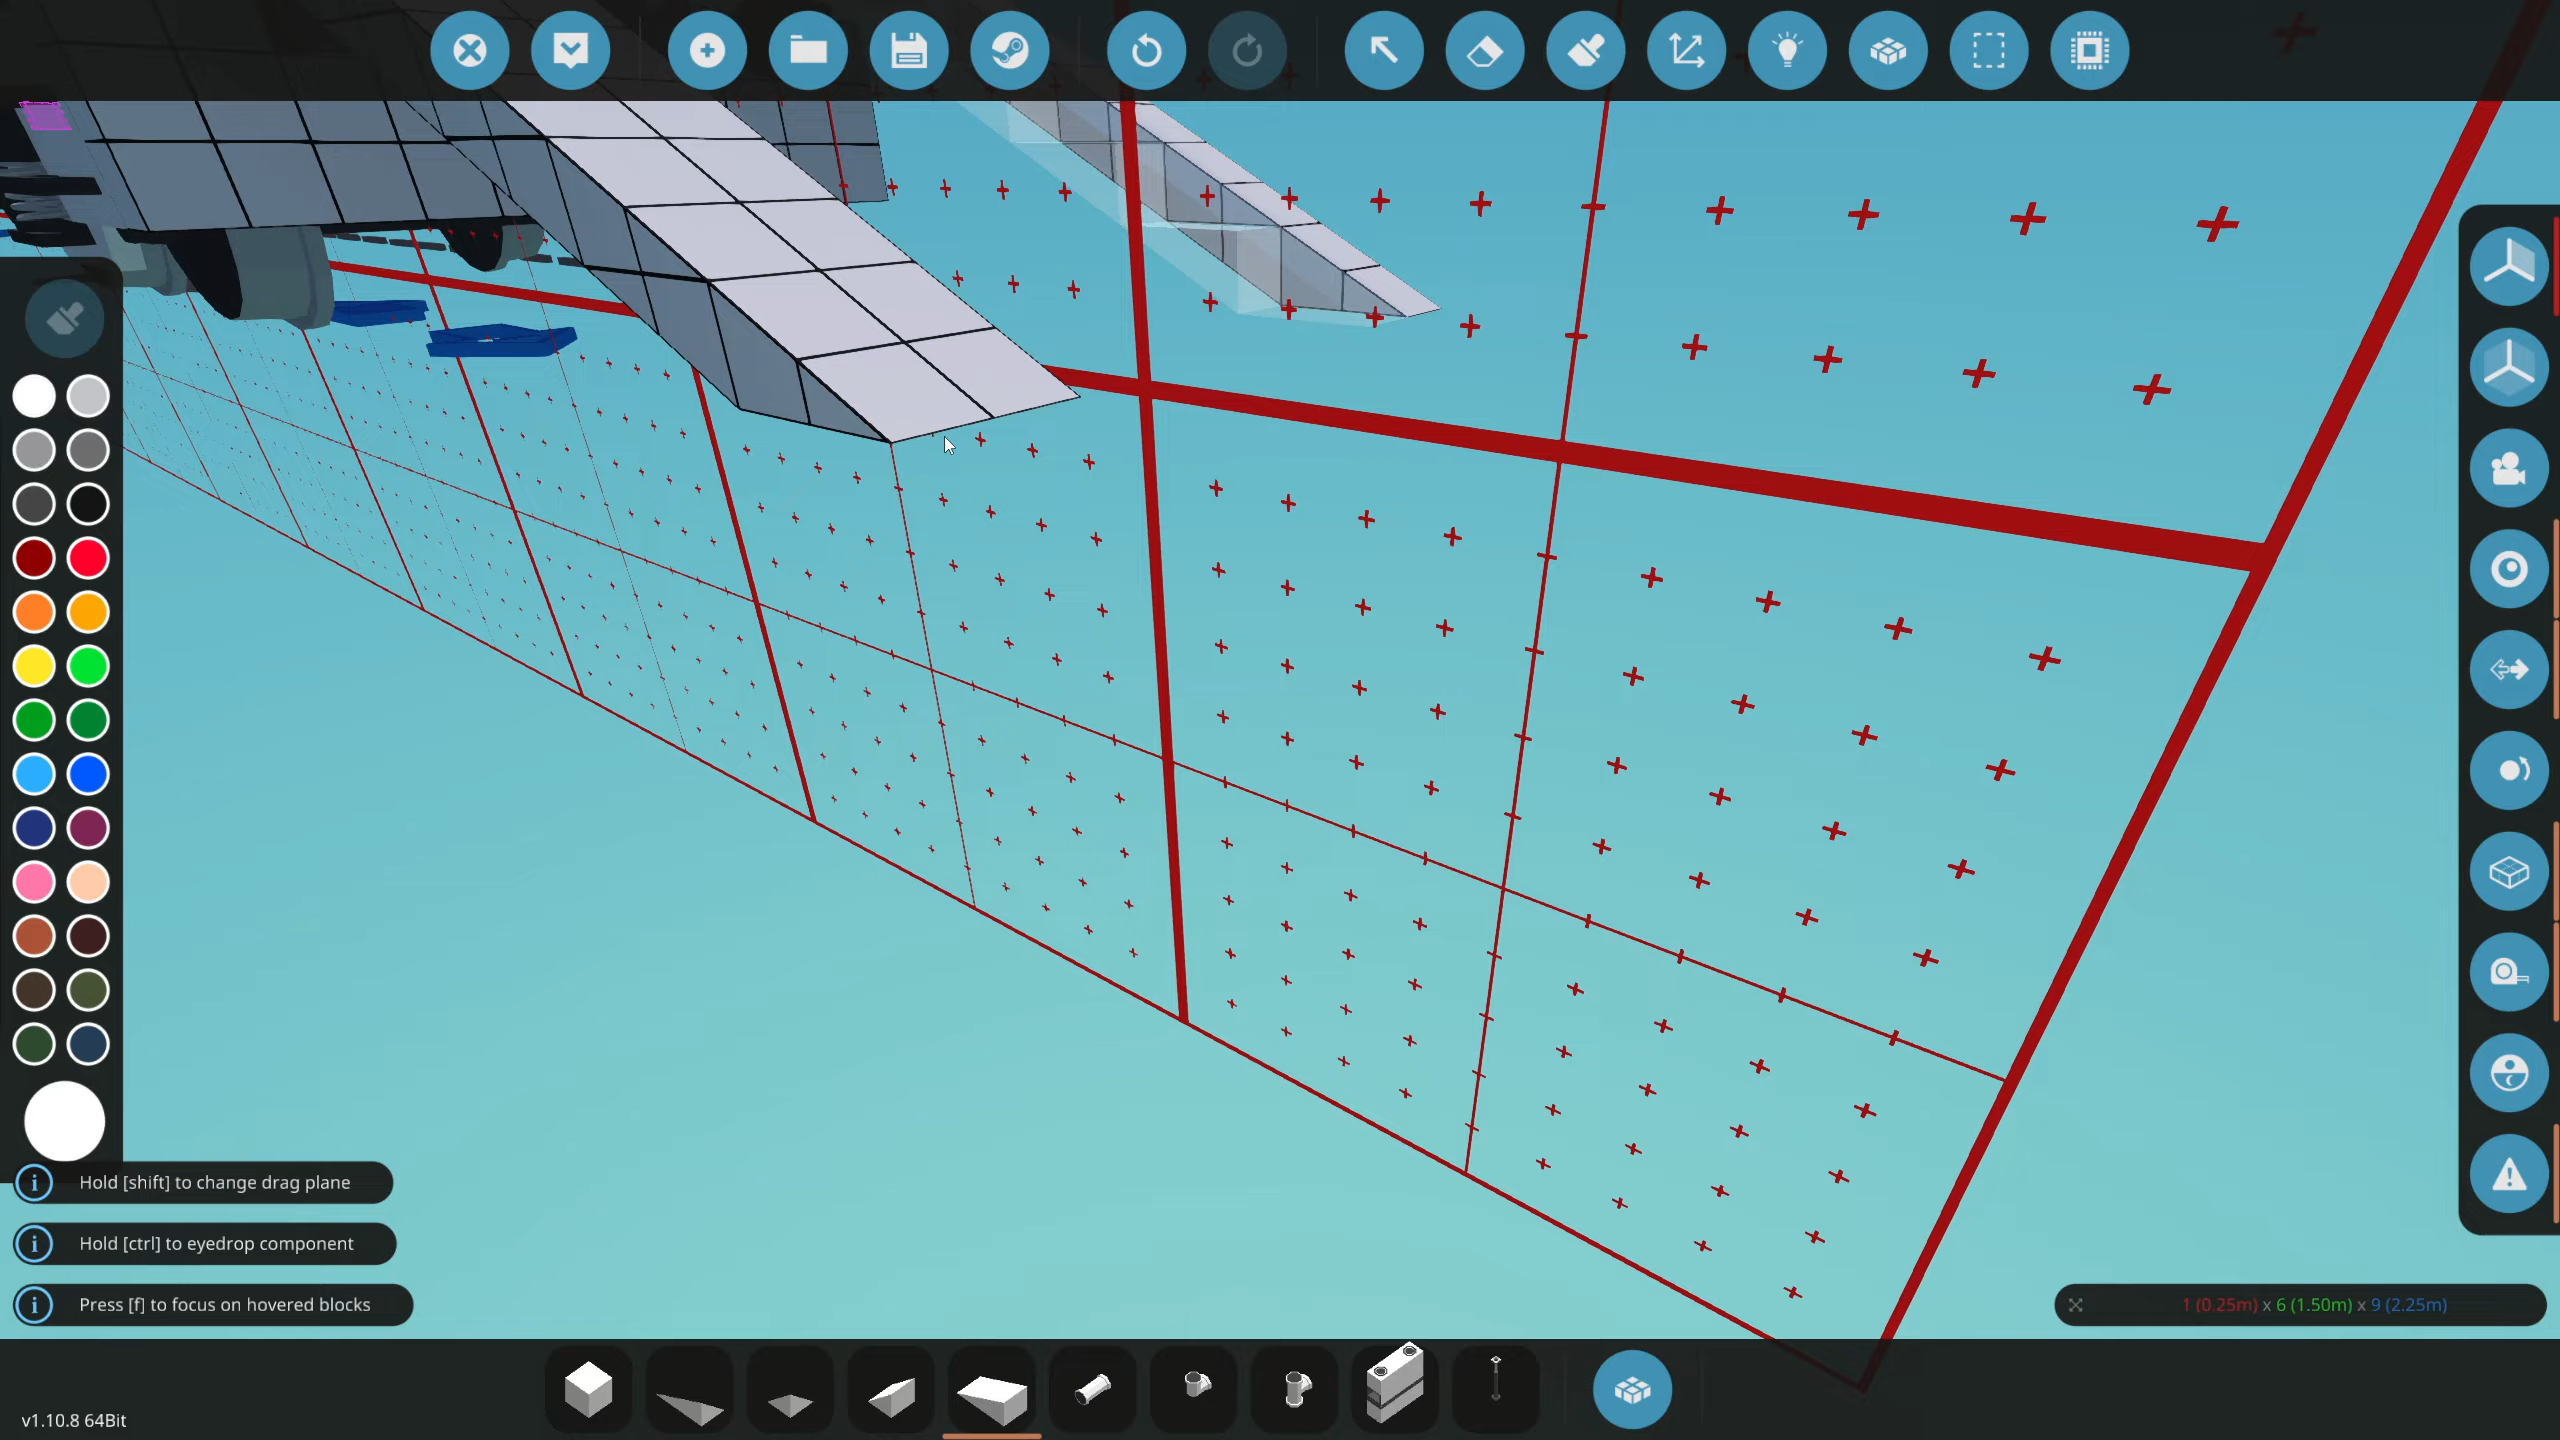 Hold [shift] to change drag plane
Hold [ctrl] to eyedrop component
Press [f] to focus on hovered blocks
1 (0.25m) x 6 (1.50m) x 9 (2.25m)
v1.10.8 64Bit